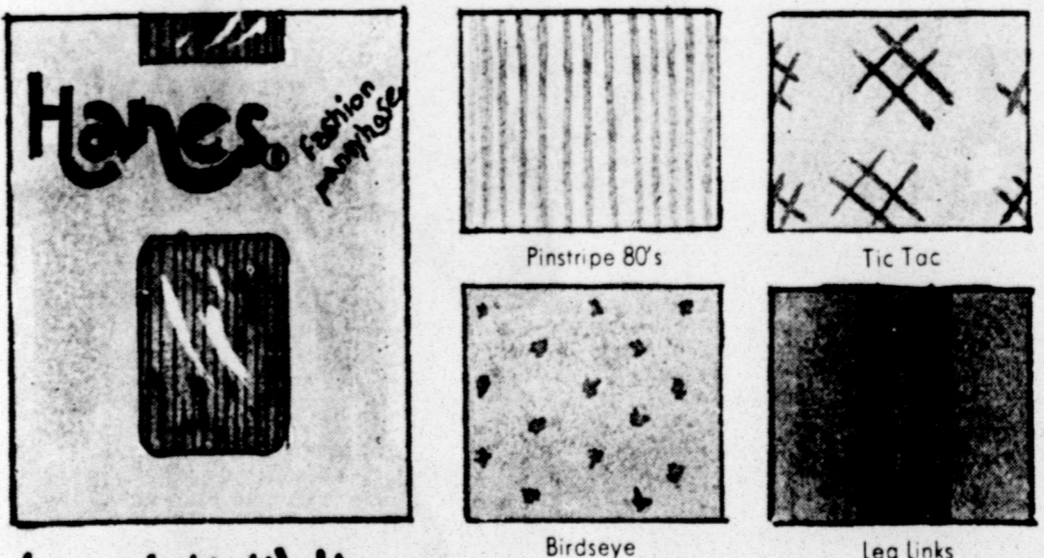 Hanes®
Fashion
pantyhose
Pinstripe 80's
Tic Tac
Birdseye
Leg Links